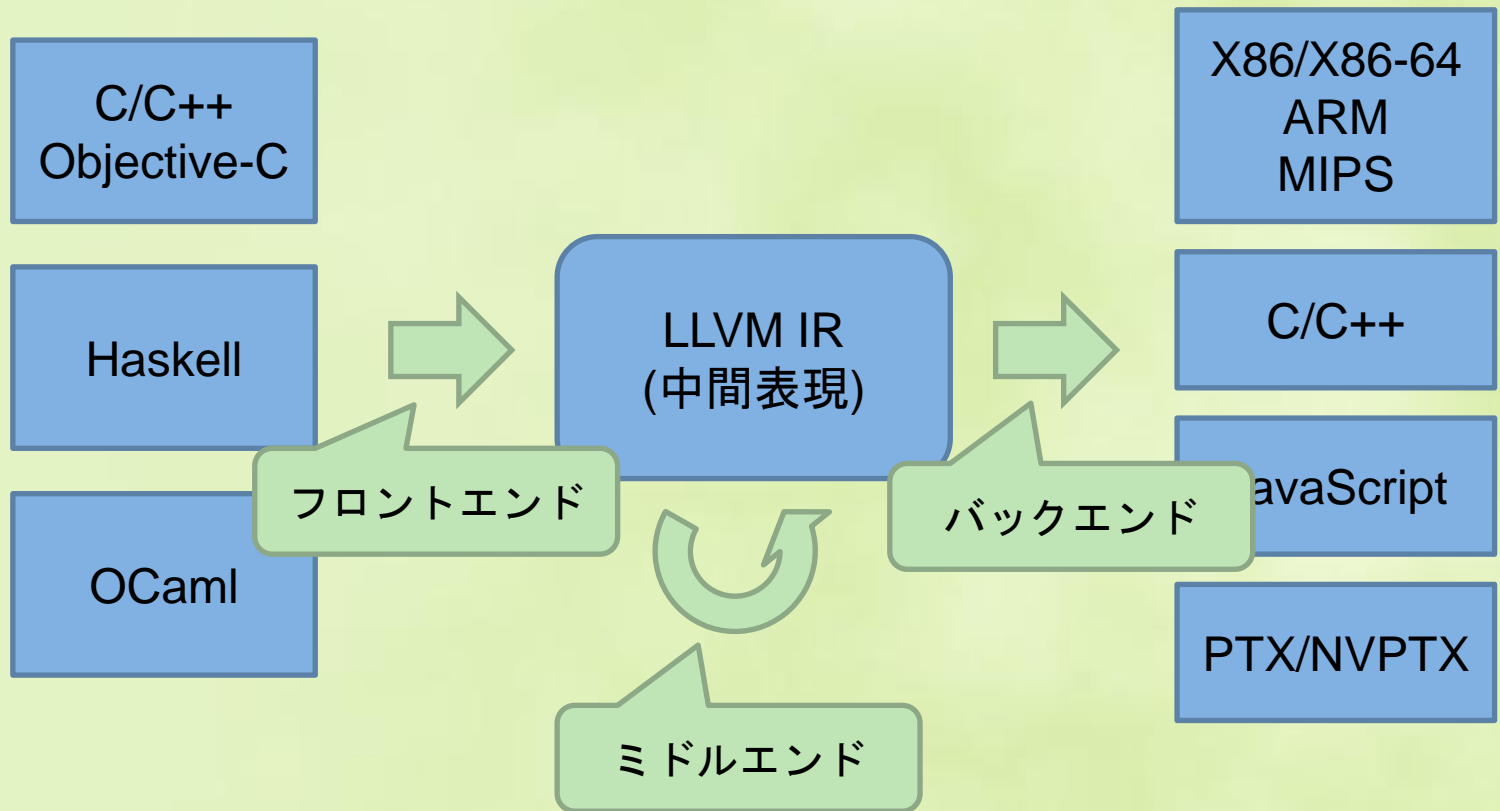 C/C++
Objective-C
Haskell
OCaml
フロントエンド
LLVM IR
(中間表現)
ミドルエンド
バックエンド
X86/X86-64
ARM
MIPS
C/C++
avaScript
PTX/NVPTX